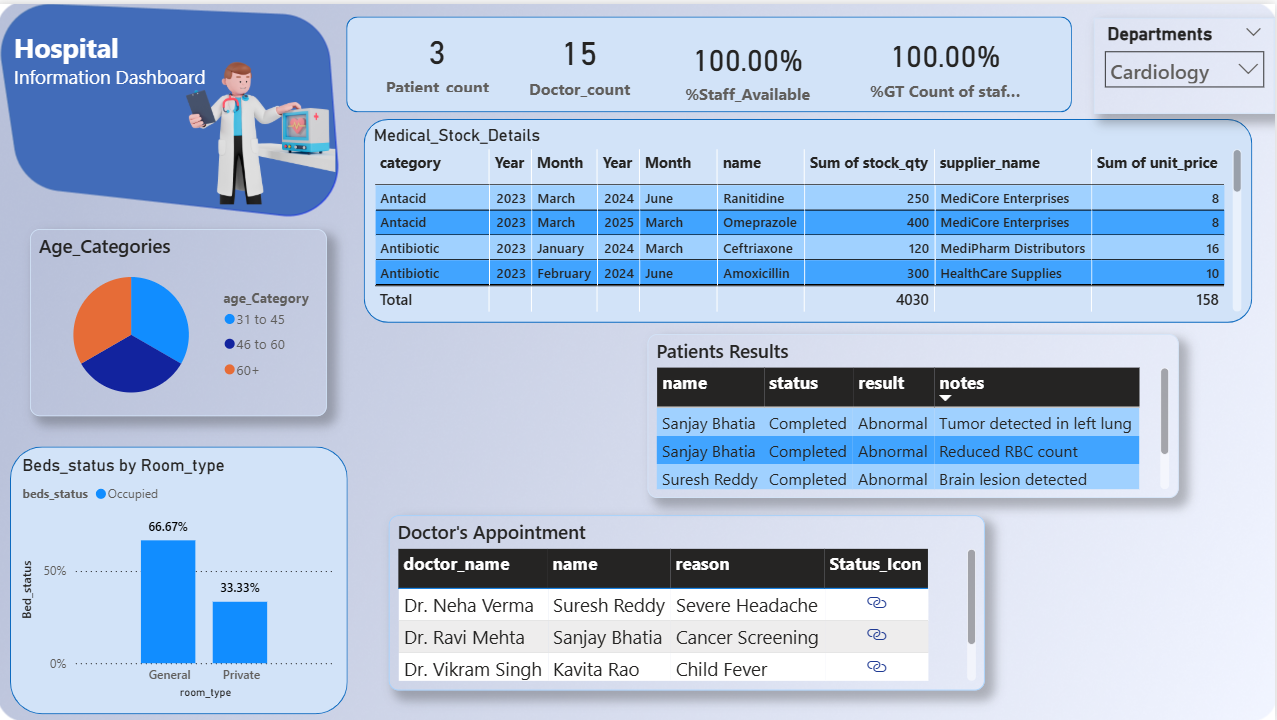 Hospital
Information Dashboard
3
Patient_count
15
Doctor_count
100.00%
%Staff_Available
100.00%
%GT Count of staf...
Departments
Cardiology
Medical_Stock_Details
category Year Month Year Month name Sum of stock_qty supplier_name Sum of unit_price
Antacid 2023 March 2024 June Ranitidine 250 MediCore Enterprises 8
Antacid 2023 March 2025 March Omeprazole 400 MediCore Enterprises 8
Antibiotic 2023 January 2024 March Ceftriaxone 120 MediPharm Distributors 16
Antibiotic 2023 February 2024 June Amoxicillin 300 HealthCare Supplies 10
Total 4030 158
Age_Categories
age_Category
31 to 45
46 to 60
60+
Patients Results
name status result notes
Sanjay Bhatia Completed Abnormal Tumor detected in left lung
Sanjay Bhatia Completed Abnormal Reduced RBC count
Suresh Reddy Completed Abnormal Brain lesion detected
Beds_status by Room_type
beds_status Occupied
66.67%
33.33%
50%
0%
Bed_status
General Private
room_type
Doctor's Appointment
doctor_name name reason Status_Icon
Dr. Neha Verma Suresh Reddy Severe Headache
Dr. Ravi Mehta Sanjay Bhatia Cancer Screening
Dr. Vikram Singh Kavita Rao Child Fever